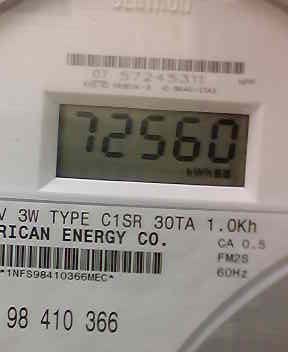 07 57245311
72560
kWh
V 3W TYPE C1SR 30TA 1.0Kh
RICAN ENERGY CO.
CA 0.5
FM2S
*1NFS98410366MEC*
60Hz
98 410 366